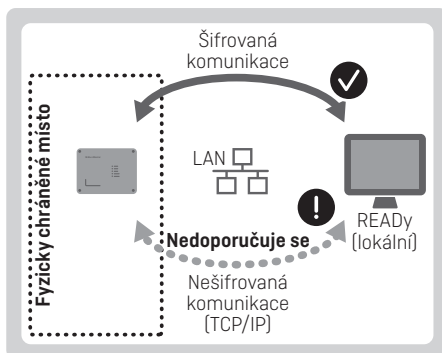 Šifrovaná
komunikace
Fyzicky chráněné místo
LAN
READy
(lokální)
Nedoporučuje se
Nešifrovaná
komunikace
(TCP/IP)